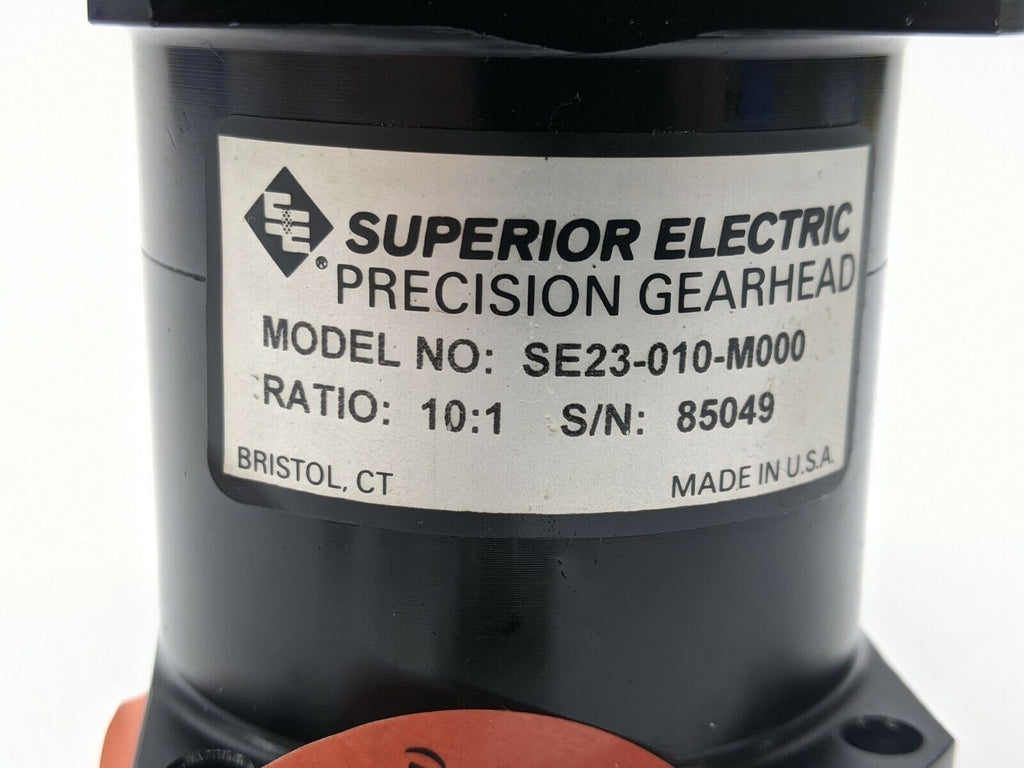 SUPERIOR ELECTRIC
®
PRECISION GEARHEAD
MODEL NO: SE23-010-M000
RATIO: 10:1 S/N: 85049
BRISTOL, CT MADE IN U.S.A.